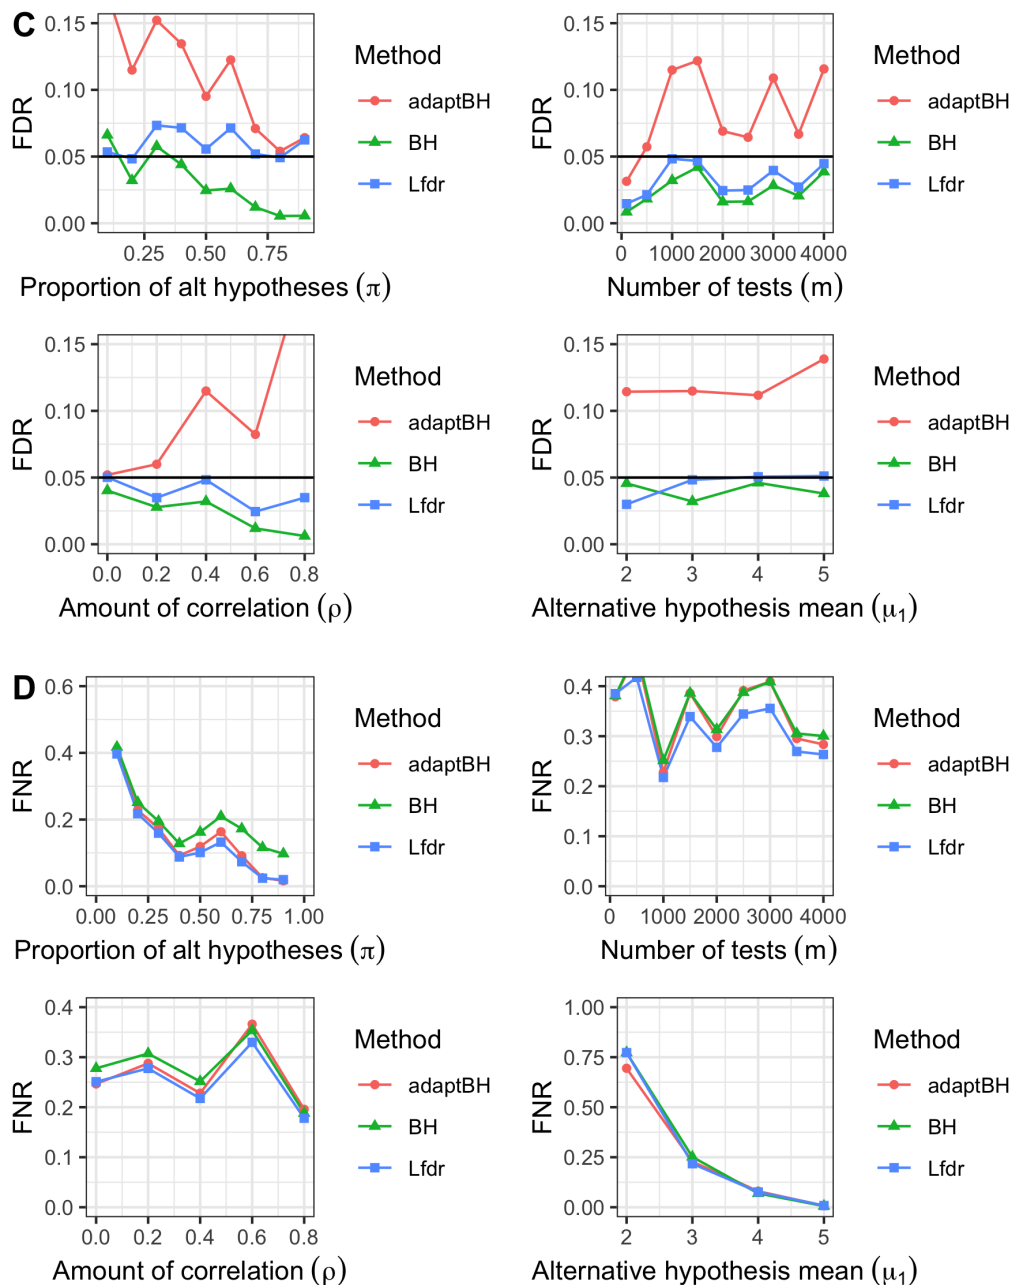 C
0.15
0.10
0.05
0.00
FDR
0.25 0.50 0.75
Proportion of alt hypotheses (π)
Method
adaptBH
BH
Lfdr
0.15
0.10
0.05
0.00
FDR
0 1000 2000 3000 4000
Number of tests (m)
Method
adaptBH
BH
Lfdr
0.15
0.10
0.05
0.00
FDR
0.0 0.2 0.4 0.6 0.8
Amount of correlation (ρ)
Method
adaptBH
BH
Lfdr
0.15
0.10
0.05
0.00
FDR
2 3 4 5
Alternative hypothesis mean (μ₁)
Method
adaptBH
BH
Lfdr
D
0.6
0.4
0.2
0.0
FNR
0.00 0.25 0.50 0.75 1.00
Proportion of alt hypotheses (π)
Method
adaptBH
BH
Lfdr
0.4
0.3
0.2
0.1
0.0
FNR
0 1000 2000 3000 4000
Number of tests (m)
Method
adaptBH
BH
Lfdr
0.4
0.3
0.2
0.1
0.0
FNR
0.0 0.2 0.4 0.6 0.8
Amount of correlation (ρ)
Method
adaptBH
BH
Lfdr
1.00
0.75
0.50
0.25
0.00
FNR
2 3 4 5
Alternative hypothesis mean (μ₁)
Method
adaptBH
BH
Lfdr